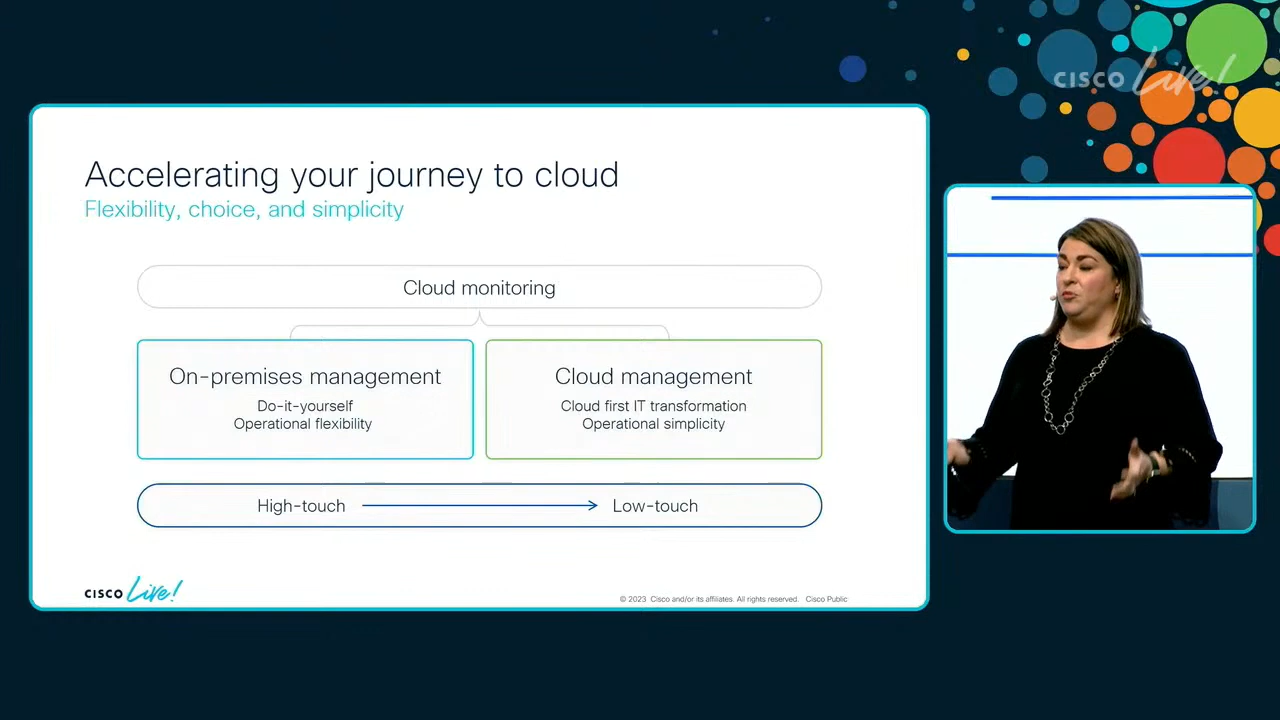 CISCO Live!
Accelerating your journey to cloud
Flexibility, choice, and simplicity
Cloud monitoring
On-premises management
Do-it-yourself
Operational flexibility
Cloud management
Cloud first IT transformation
Operational simplicity
High-touch
Low-touch
CISCO Live!
© 2023 Cisco and/or its affiliates. All rights reserved. Cisco Public